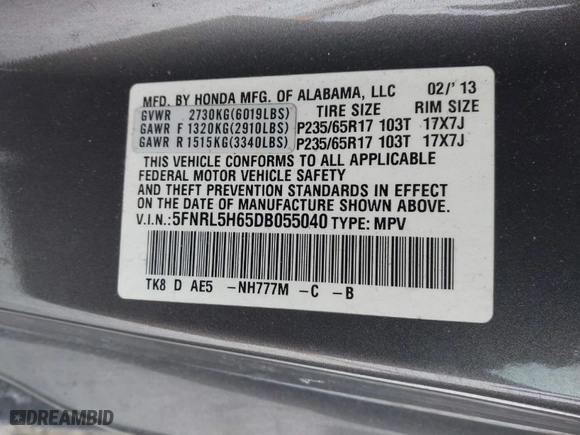 MFD. BY HONDA MFG. OF ALABAMA, LLC 02/'13
GVWR 2730KG(6019LBS) TIRE SIZE RIM SIZE
GAWR F 1320KG(2910LBS) P235/65R17 103T 17X7J
GAWR R 1515KG(3340LBS) P235/65R17 103T 17X7J
THIS VEHICLE CONFORMS TO ALL APPLICABLE
FEDERAL MOTOR VEHICLE SAFETY
AND THEFT PREVENTION STANDARDS IN EFFECT
ON THE DATE OF MANUFACTURE SHOWN ABOVE.
V.I.N.:5FNRL5H65DB055040 TYPE: MPV
TK8 D AE5 -NH777M -C -B
DREAMBID